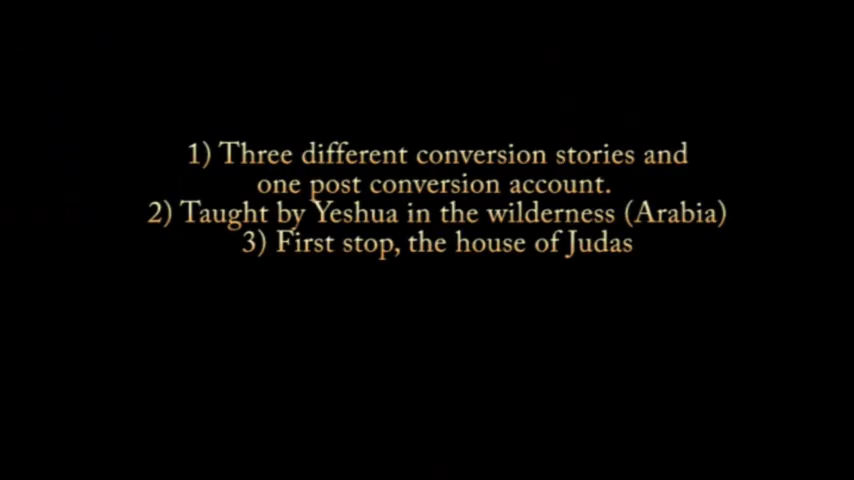 1) Three different conversion stories and
one post conversion account.
2) Taught by Yeshua in the wilderness (Arabia)
3) First stop, the house of Judas